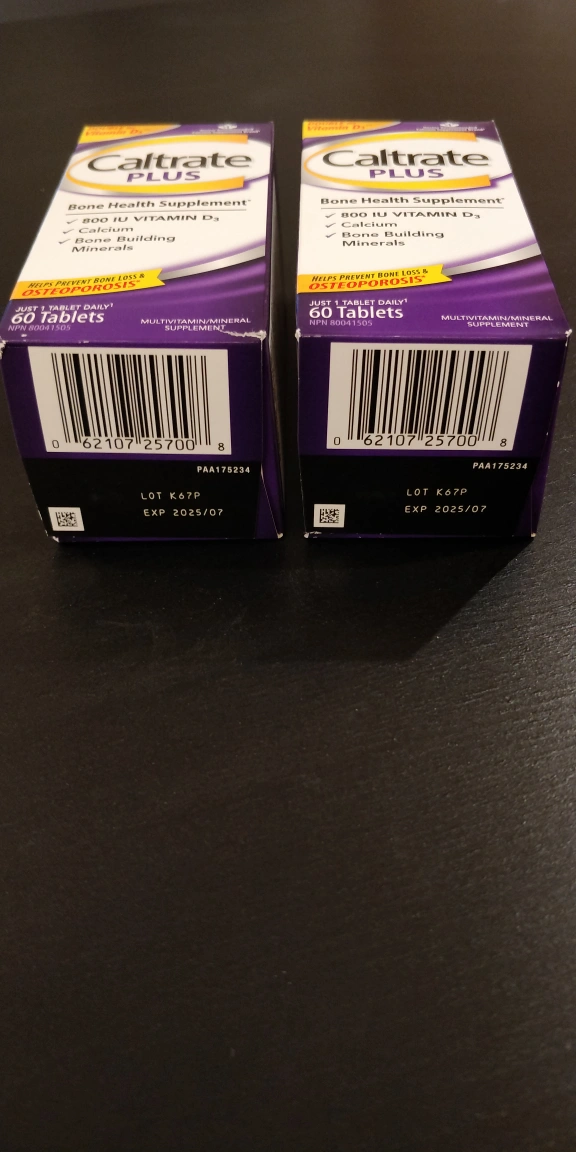 Vitamin D₃
Caltrate
PLUS
Bone Health Supplement*
✓ 800 IU VITAMIN D₃
✓ Calcium
✓ Bone Building
Minerals
HELPS PREVENT BONE LOSS &
OSTEOPOROSIS*
JUST 1 TABLET DAILY†
60 Tablets
NPN 80041505
MULTIVITAMIN/MINERAL
SUPPLEMENT
0 62107 25700 8
PAA175234
LOT K67P
EXP 2025/07
Vitamin D₃
Caltrate
PLUS
Bone Health Supplement*
✓ 800 IU VITAMIN D₃
✓ Calcium
✓ Bone Building
Minerals
HELPS PREVENT BONE LOSS &
OSTEOPOROSIS*
JUST 1 TABLET DAILY†
60 Tablets
NPN 80041505
MULTIVITAMIN/MINERAL
SUPPLEMENT
0 62107 25700 8
PAA175234
LOT K67P
EXP 2025/07